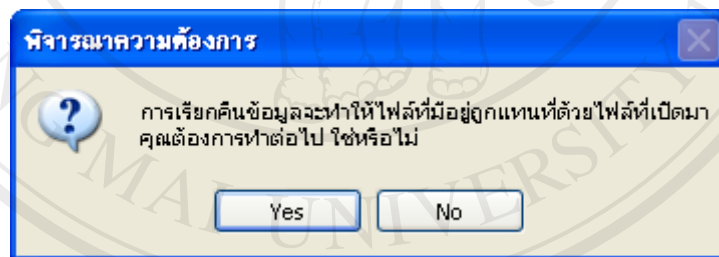 พิจารณาความต้องการ
การเรียกคืนข้อมูลจะทำให้ไฟล์ที่มีอยู่ถูกแทนที่ด้วยไฟล์ที่เปิดมา
คุณต้องการทำต่อไป ใช่หรือไม่
Yes No
MAI UNIVERSITY